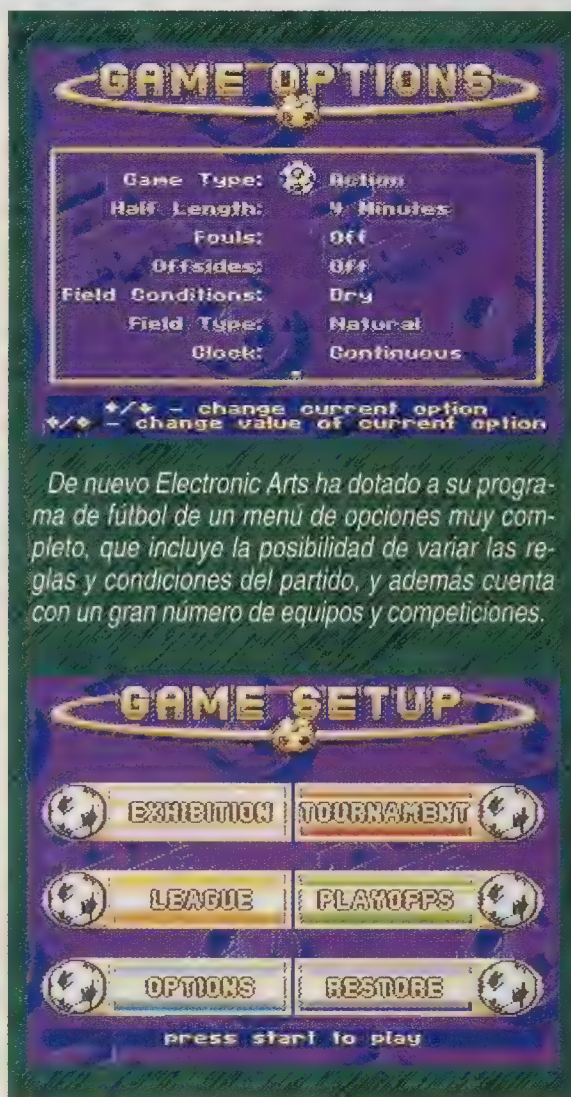 GAME OPTIONS
Game Type: Action
Half Length: 4 Minutes
Fouls: Off
Offsides: Off
Field Conditions: Dry
Field Type: Natural
Clock: Continuous
- change current option
- change value of current option
De nuevo Electronic Arts ha dotado a su progra-
ma de fútbol de un menú de opciones muy com-
pleto, que incluye la posibilidad de variar las re-
glas y condiciones del partido, y además cuenta
con un gran número de equipos y competiciones.
GAME SETUP
EXHIBITION TOURNAMENT
LEAGUE PLAYOFFS
OPTIONS RESTORE
press start to play